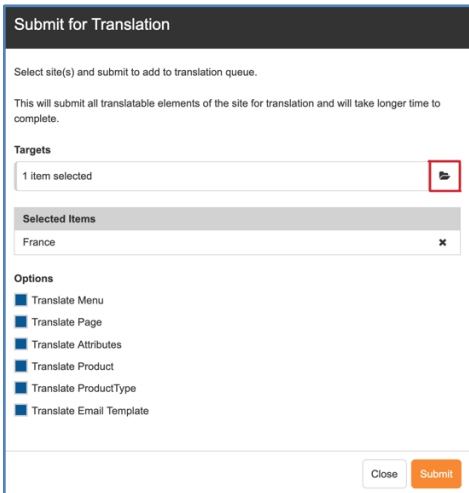 Submit for Translation
Select site(s) and submit to add to translation queue.
This will submit all translatable elements of the site for translation and will take longer time to
complete.
Targets
1 item selected
Selected Items
France
Options
Translate Menu
Translate Page
Translate Attributes
Translate Product
Translate ProductType
Translate Email Template
Close Submit